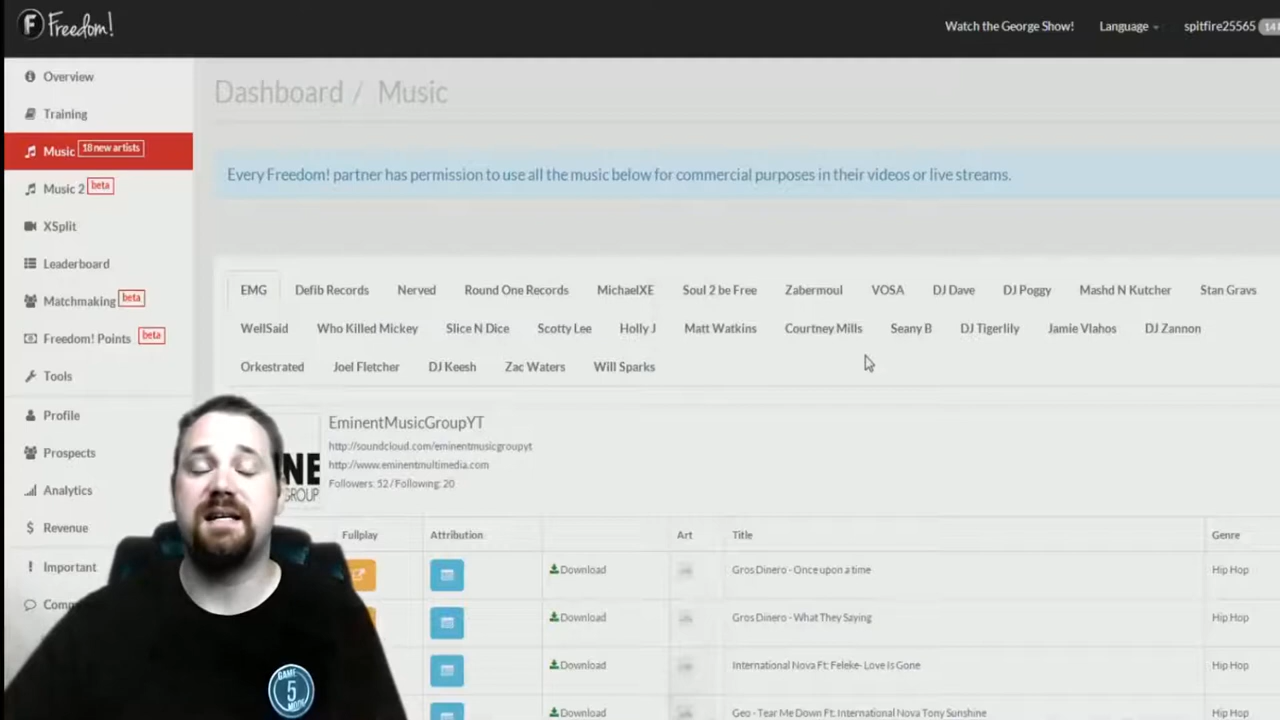 F Freedom!
Watch the George Show!
Language
spitfire25565
Overview
Training
Music 18 new artists
Music 2 beta
XSplit
Leaderboard
Matchmaking beta
Freedom! Points beta
Tools
Profile
Prospects
Analytics
$ Revenue
! Important
Dashboard / Music
Every Freedom! partner has permission to use all the music below for commercial purposes in their videos or live streams.
EMG Defib Records Nerved Round One Records MichaelXE Soul 2 be Free Zabermoul VOSA DJ Dave DJ Poggy Mashd N Kutcher Stan Gravs
WellSaid Who Killed Mickey Slice N Dice Scotty Lee Holly J Matt Watkins Courtney Mills Seany B DJ Tigerlily Jamie Vlahos DJ Zannon
Orkestrated Joel Fletcher DJ Keesh Zac Waters Will Sparks
EminentMusicGroupYT
http://soundcloud.com/eminentmusicgroupyt
http://www.eminentmultimedia.com
Followers: 52 / Following: 20
Fullplay Attribution Art Title Genre
Download Gros Dinero - Once upon a time Hip Hop
Download Gros Dinero - What They Saying Hip Hop
Download International Nova Ft: Feleke- Love Is Gone Hip Hop
Download Geo - Tear Me Down Ft: International Nova Tony Sunshine Hip Hop
GAME
5
MODE